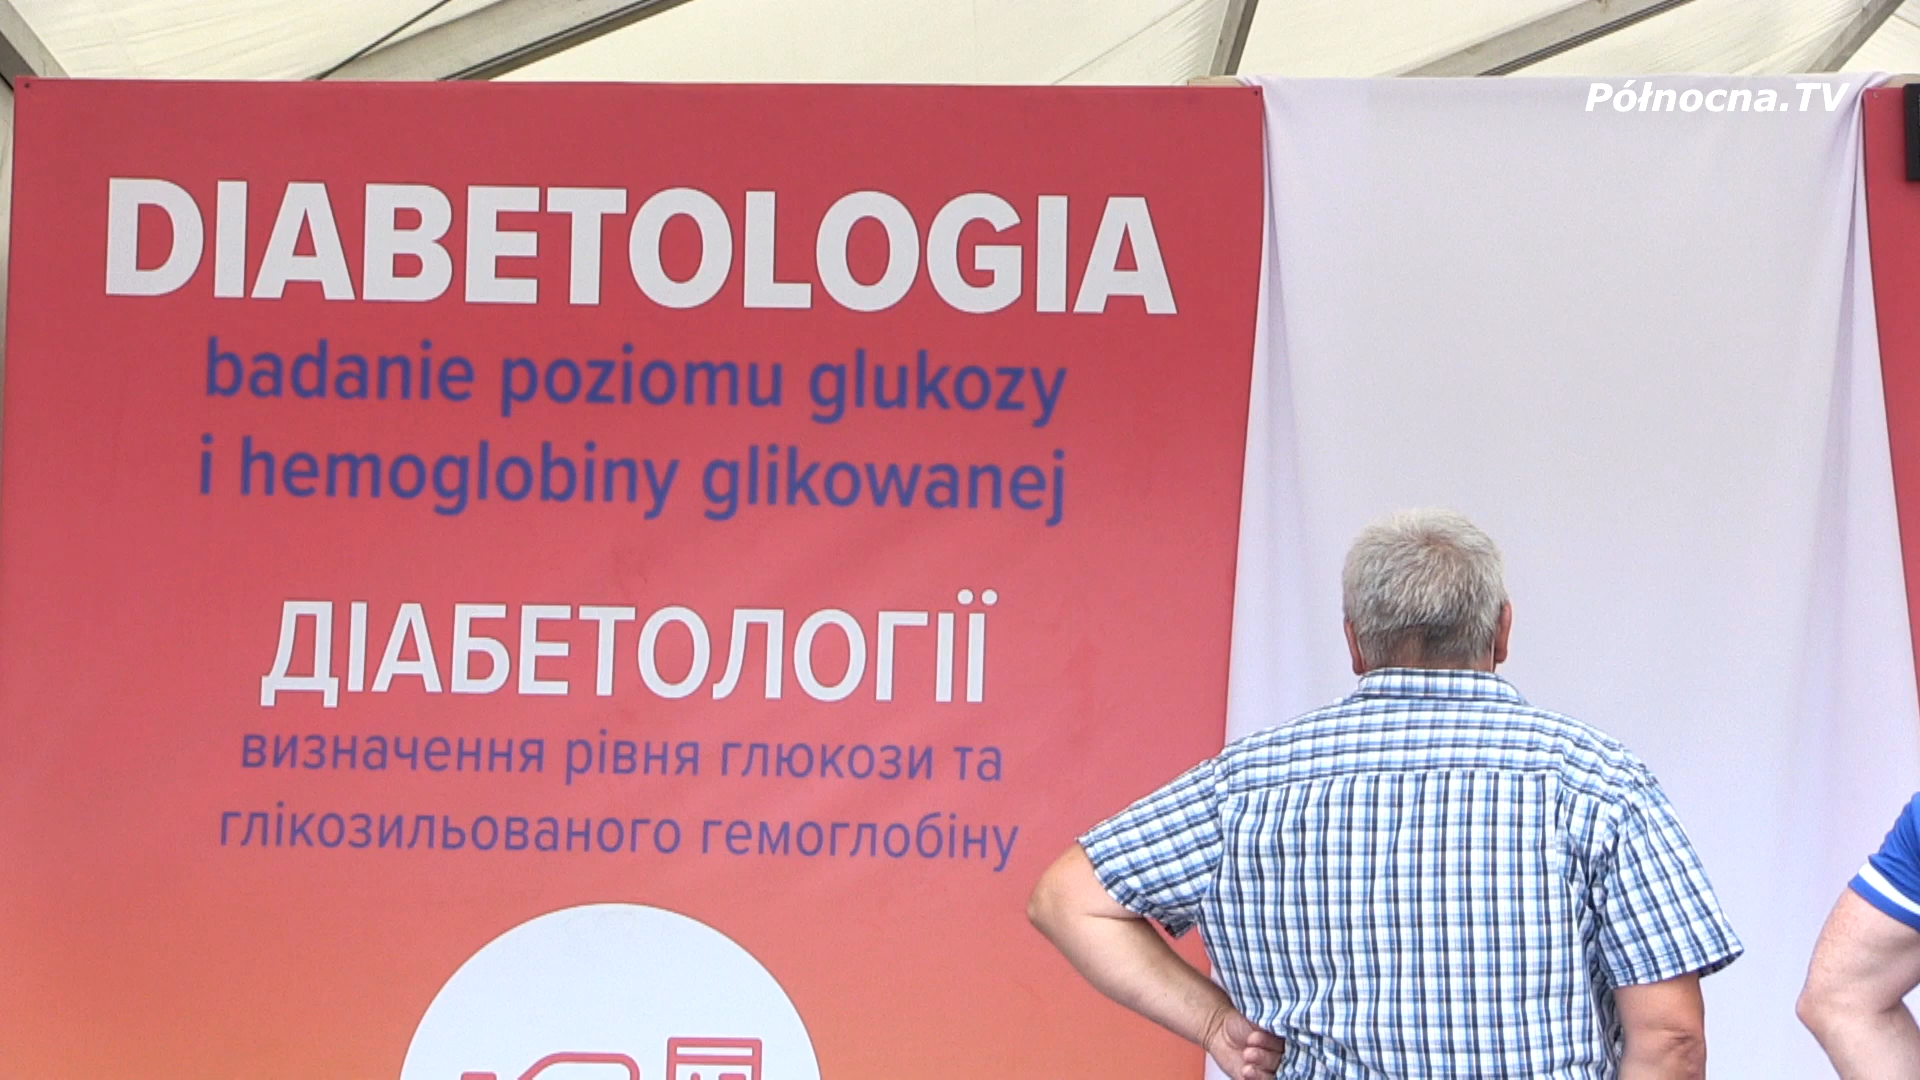 Północna.TV
DIABETOLOGIA
badanie poziomu glukozy
i hemoglobiny glikowanej
ДІАБЕТОЛОГІЇ
визначення рівня глюкози та
глікозильованого гемоглобіну